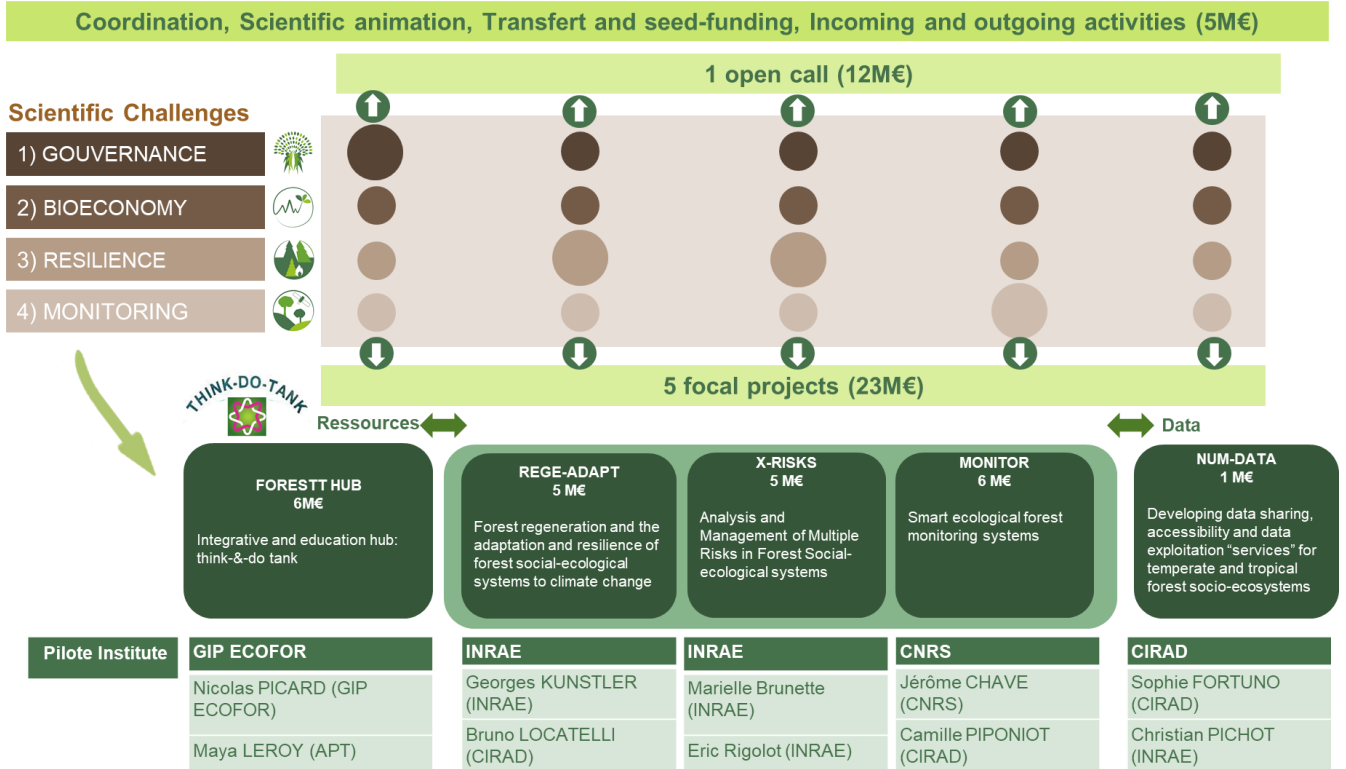 Coordination, Scientific animation, Transfert and seed-funding, Incoming and outgoing activities (5M€)
1 open call (12M€)
Scientific Challenges
1) GOUVERNANCE
2) BIOECONOMY
3) RESILIENCE
4) MONITORING
5 focal projects (23M€)
THINK-DO-TANK
Ressources
Data
FORESTT HUB
6M€
Integrative and education hub:
think-&-do tank
REGE-ADAPT
5 M€
Forest regeneration and the
adaptation and resilience of
forest social-ecological
systems to climate change
X-RISKS
5 M€
Analysis and
Management of Multiple
Risks in Forest Social-
ecological systems
MONITOR
6 M€
Smart ecological forest
monitoring systems
NUM-DATA
1 M€
Developing data sharing,
accessibility and data
exploitation “services” for
temperate and tropical
forest socio-ecosystems
Pilote Institute
GIP ECOFOR
Nicolas PICARD (GIP
ECOFOR)
Maya LEROY (APT)
INRAE
Georges KUNSTLER
(INRAE)
Bruno LOCATELLI
(CIRAD)
INRAE
Marielle Brunette
(INRAE)
Eric Rigolot (INRAE)
CNRS
Jérôme CHAVE
(CNRS)
Camille PIPONIOT
(CIRAD)
CIRAD
Sophie FORTUNO
(CIRAD)
Christian PICHOT
(INRAE)